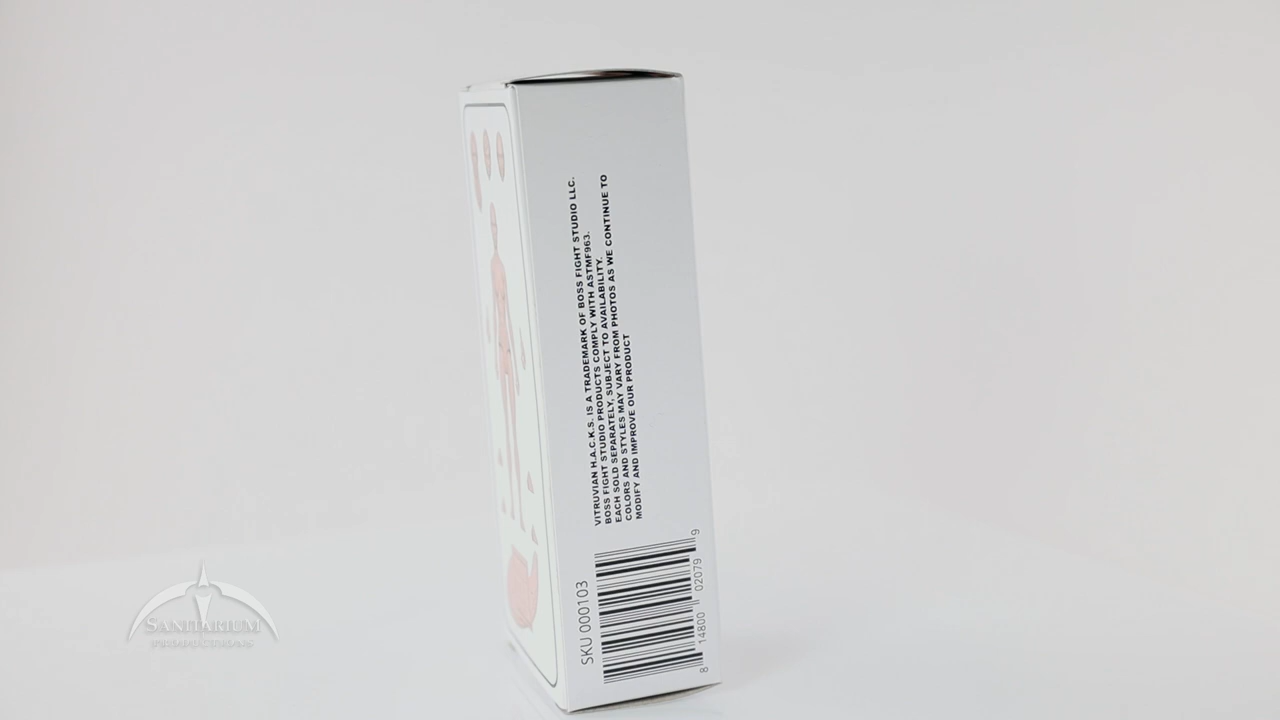 VITRUVIAN H.A.C.K.S. IS A TRADEMARK OF BOSS FIGHT STUDIO LLC.
BOSS FIGHT STUDIO PRODUCTS COMPLY WITH ASTMF963.
EACH SOLD SEPARATELY, SUBJECT TO AVAILABILITY.
COLORS AND STYLES MAY VARY FROM PHOTOS AS WE CONTINUE TO
MODIFY AND IMPROVE OUR PRODUCT
SKU 000103
8 14800 02079 9
SANITARIUM
PRODUCTIONS